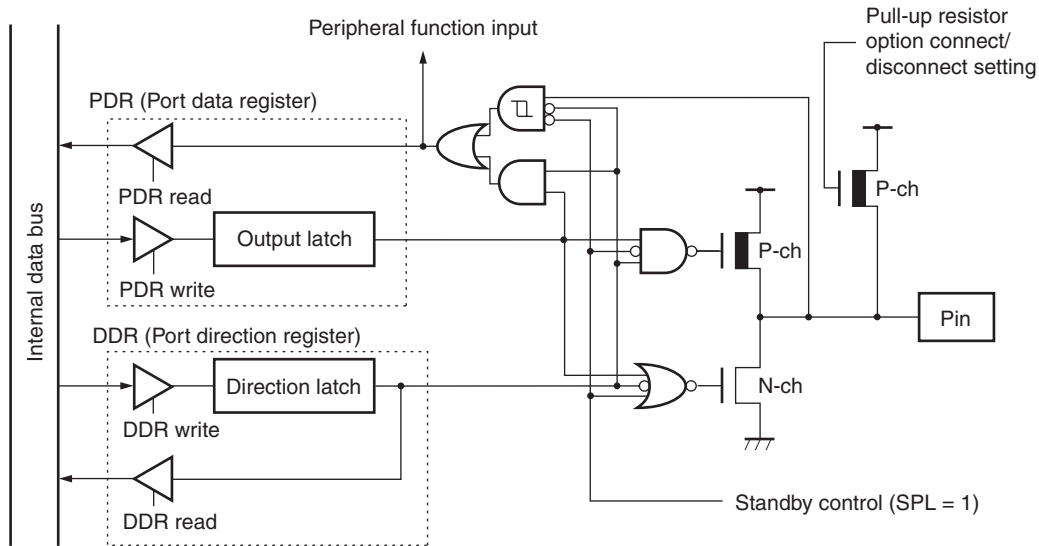 Peripheral function input
Pull-up resistor
option connect/
disconnect setting
PDR (Port data register)
P-ch
PDR read
Output latch
P-ch
PDR write
Internal data bus
Pin
DDR (Port direction register)
Direction latch
N-ch
DDR write
DDR read
Standby control (SPL = 1)